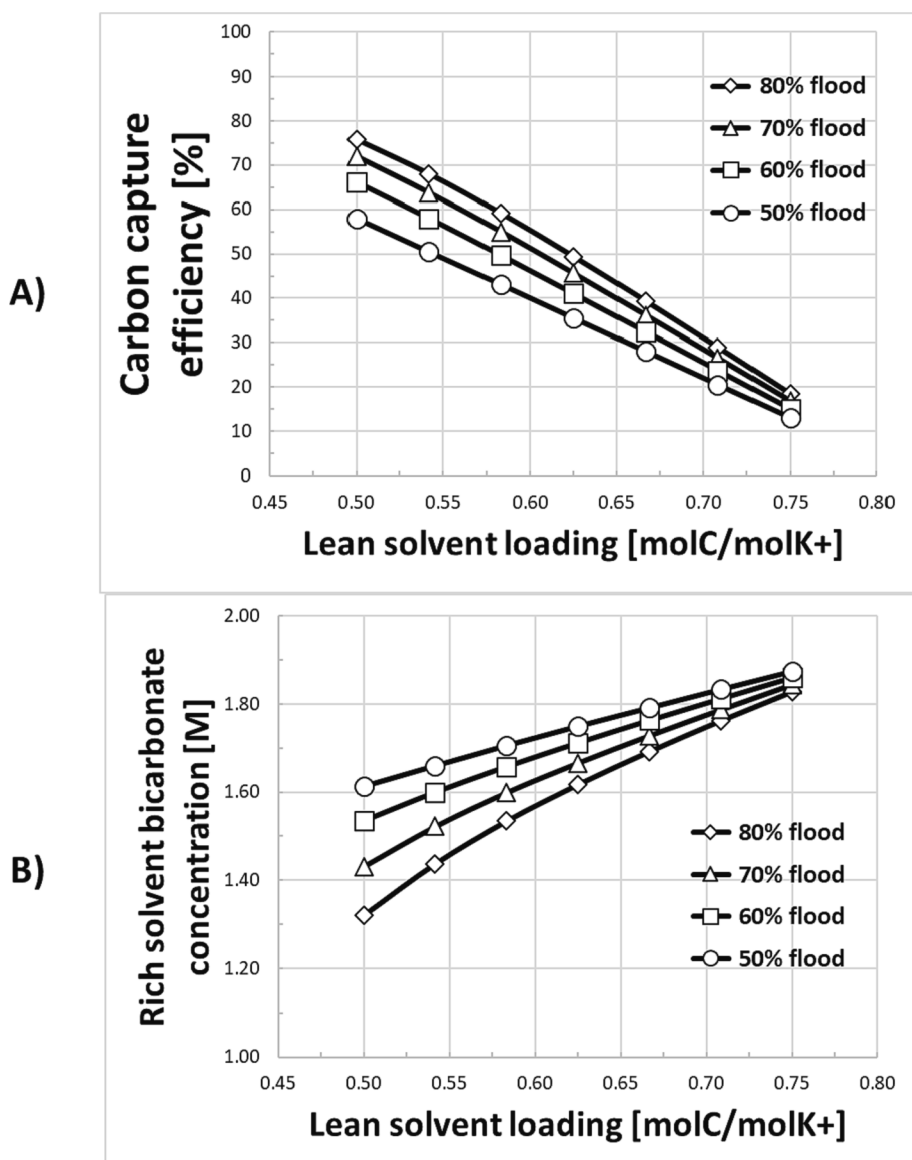 A)
Carbon capture
efficiency [%]
100
90
80
70
60
50
40
30
20
10
0
80% flood
70% flood
60% flood
50% flood
0.45 0.50 0.55 0.60 0.65 0.70 0.75 0.80
Lean solvent loading [molC/molK+]
B)
Rich solvent bicarbonate
concentration [M]
2.00
1.80
1.60
1.40
1.20
1.00
80% flood
70% flood
60% flood
50% flood
0.45 0.50 0.55 0.60 0.65 0.70 0.75 0.80
Lean solvent loading [molC/molK+]